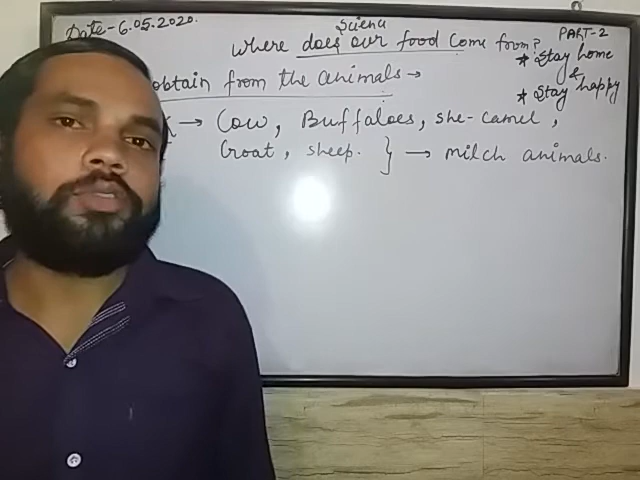 Date-6.05.2020.
Science
PART-2
Where does our food come from?
* Stay home
&
* Stay happy
obtain from the animals→
→ Cow, Buffaloes, she-camel,
Goat, sheep. } → milch animals.